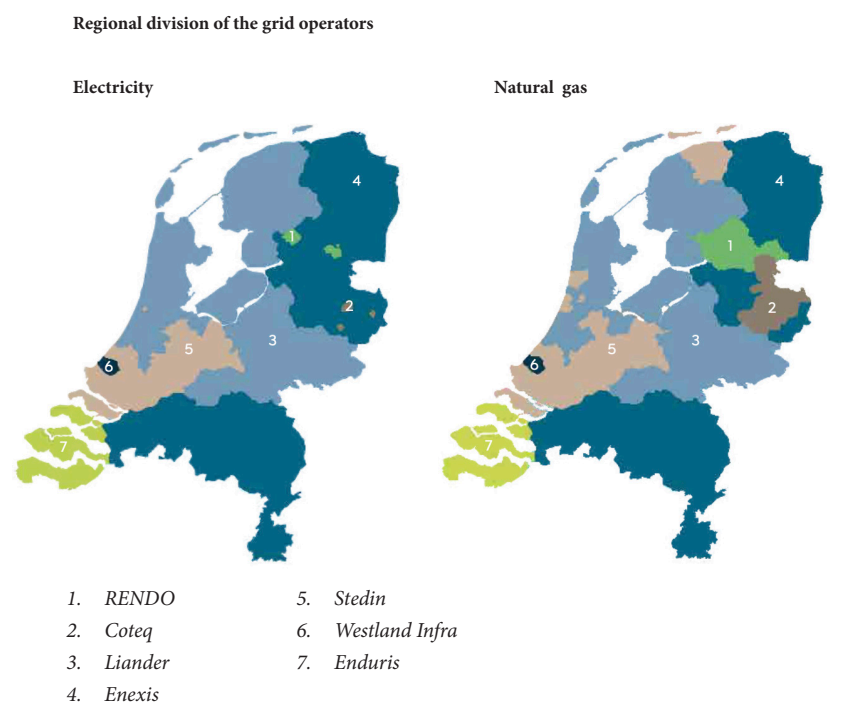 Regional division of the grid operators
Electricity
Natural gas
4
1
2
3
5
6
7
4
1
2
3
5
6
7
1. RENDO
2. Coteq
3. Liander
4. Enexis
5. Stedin
6. Westland Infra
7. Enduris